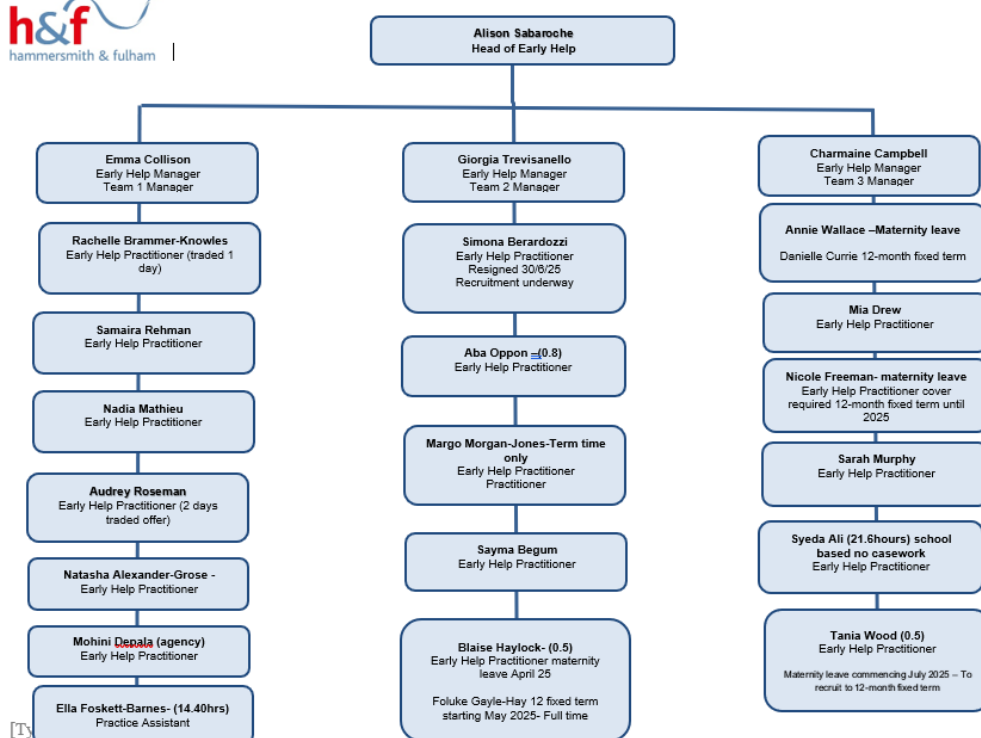 h&f
hammersmith & fulham
Alison Sabaroche
Head of Early Help
Emma Collison
Early Help Manager
Team 1 Manager
Rachelle Brammer-Knowles
Early Help Practitioner (traded 1
day)
Samaira Rehman
Early Help Practitioner
Nadia Mathieu
Early Help Practitioner
Audrey Roseman
Early Help Practitioner (2 days
traded offer)
Natasha Alexander-Grose -
Early Help Practitioner
Mohini Depala (agency)
Early Help Practitioner
Ella Foskett-Barnes- (14.40hrs)
Practice Assistant
Giorgia Trevisanello
Early Help Manager
Team 2 Manager
Simona Berardozzi
Early Help Practitioner
Resigned 30/6/25
Recruitment underway
Aba Oppon –(0.8)
Early Help Practitioner
Margo Morgan-Jones-Term time
only
Early Help Practitioner
Practitioner
Sayma Begum
Early Help Practitioner
Blaise Haylock- (0.5)
Early Help Practitioner maternity
leave April 25
Foluke Gayle-Hay 12 fixed term
starting May 2025- Full time
Charmaine Campbell
Early Help Manager
Team 3 Manager
Annie Wallace –Maternity leave
Danielle Currie 12-month fixed term
Mia Drew
Early Help Practitioner
Nicole Freeman- maternity leave
Early Help Practitioner cover
required 12-month fixed term until
2025
Sarah Murphy
Early Help Practitioner
Syeda Ali (21.6hours) school
based no casework
Early Help Practitioner
Tania Wood (0.5)
Early Help Practitioner
Maternity leave commencing July 2025 – To
recruit to 12-month fixed term
[Ty